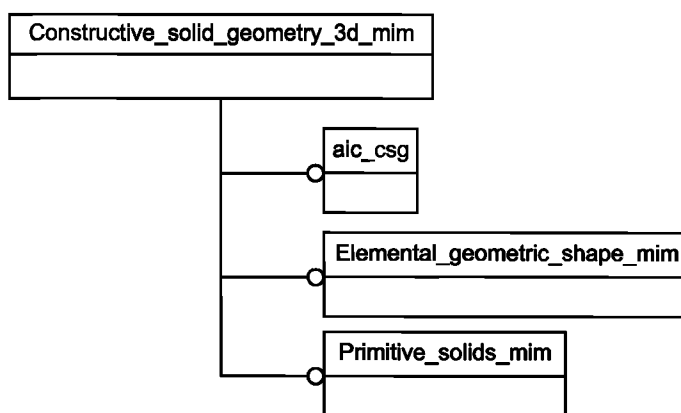 Constructive_solid_geometry_3d_mim
aic_csg
Elemental_geometric_shape_mim
Primitive_solids_mim